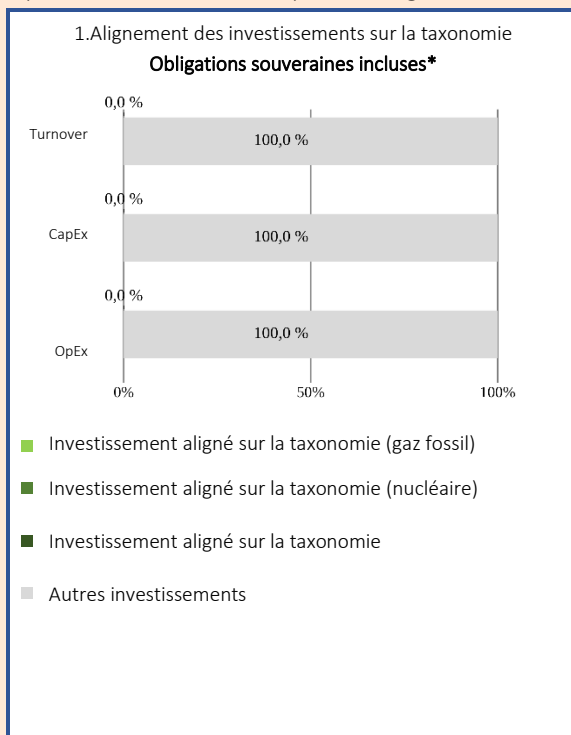 1.Alignement des investissements sur la taxonomie
Obligations souveraines incluses*
0,0 %
Turnover
100,0 %
0,0 %
CapEx
100,0 %
0,0 %
100,0 %
OpEx
0%
50%
100%
Investissement aligné sur la taxonomie (gaz fossil)
Investissement aligné sur la taxonomie (nucléaire)
Investissement aligné sur la taxonomie
Autres investissements